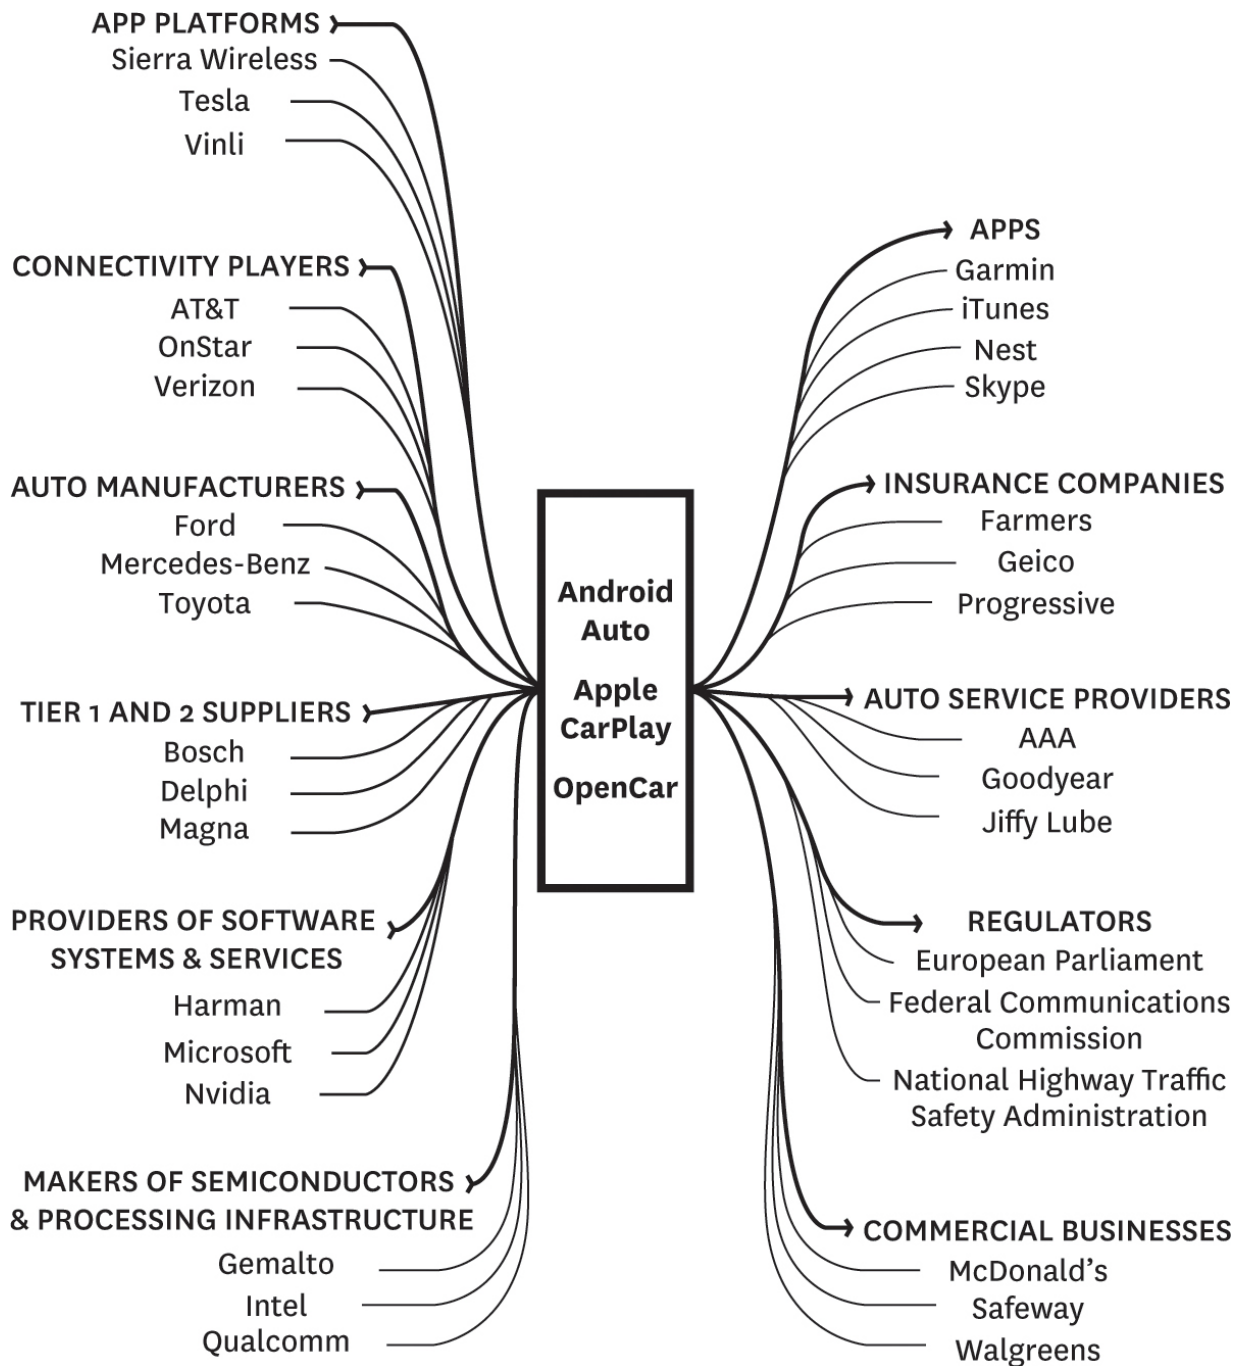 APP PLATFORMS
Sierra Wireless
Tesla
Vinli
CONNECTIVITY PLAYERS
AT&T
OnStar
Verizon
AUTO MANUFACTURERS
Ford
Mercedes-Benz
Toyota
TIER 1 AND 2 SUPPLIERS
Bosch
Delphi
Magna
PROVIDERS OF SOFTWARE
SYSTEMS & SERVICES
Harman
Microsoft
Nvidia
MAKERS OF SEMICONDUCTORS
& PROCESSING INFRASTRUCTURE
Gemalto
Intel
Qualcomm
Android
Auto
Apple
CarPlay
OpenCar
APPS
Garmin
iTunes
Nest
Skype
INSURANCE COMPANIES
Farmers
Geico
Progressive
AUTO SERVICE PROVIDERS
AAA
Goodyear
Jiffy Lube
REGULATORS
European Parliament
Federal Communications
Commission
National Highway Traffic
Safety Administration
COMMERCIAL BUSINESSES
McDonald’s
Safeway
Walgreens